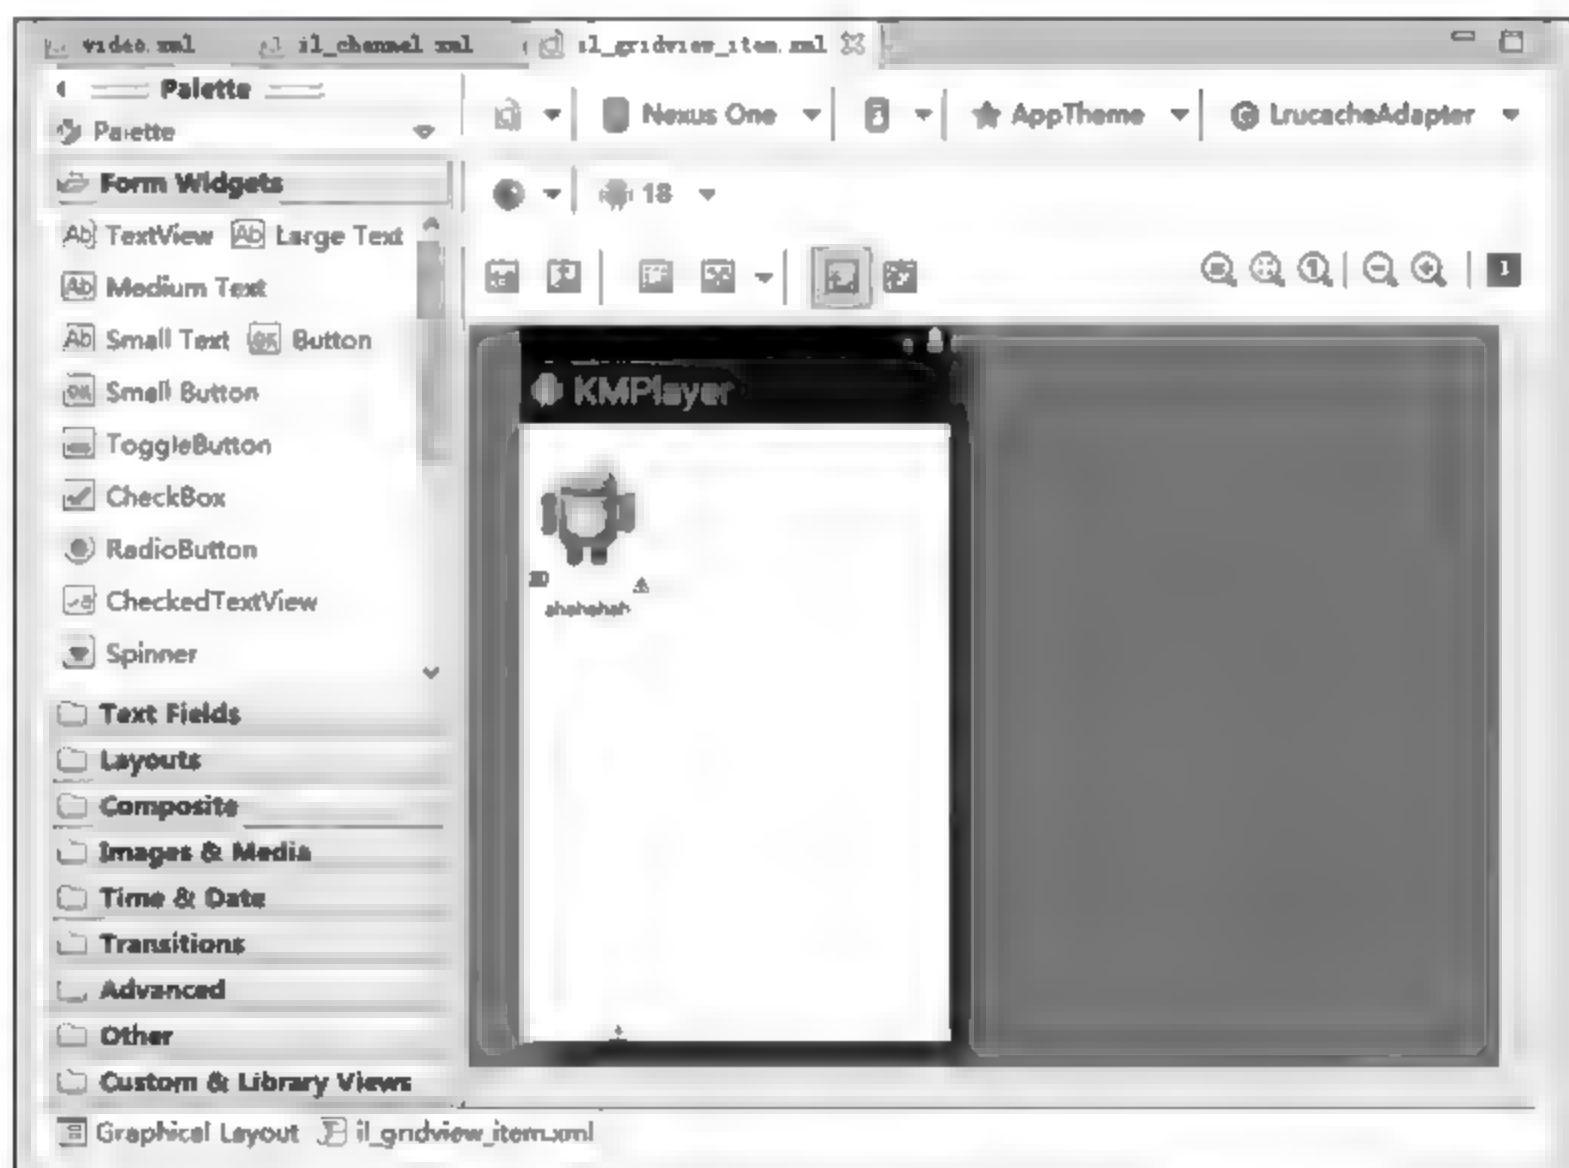 video.xml il_channel.xml il_gridview_item.xml
Palette
Palette
Nexus One AppTheme LrucacheAdapter
Form Widgets
18
TextView Large Text
Medium Text
Small Text Button
Small Button
ToggleButton
CheckBox
RadioButton
CheckedTextView
Spinner
Text Fields
Layouts
Composite
Images & Media
Time & Date
Transitions
Advanced
Other
Custom & Library Views
KMPlayer
ahahahah
Graphical Layout il_gridview_item.xml